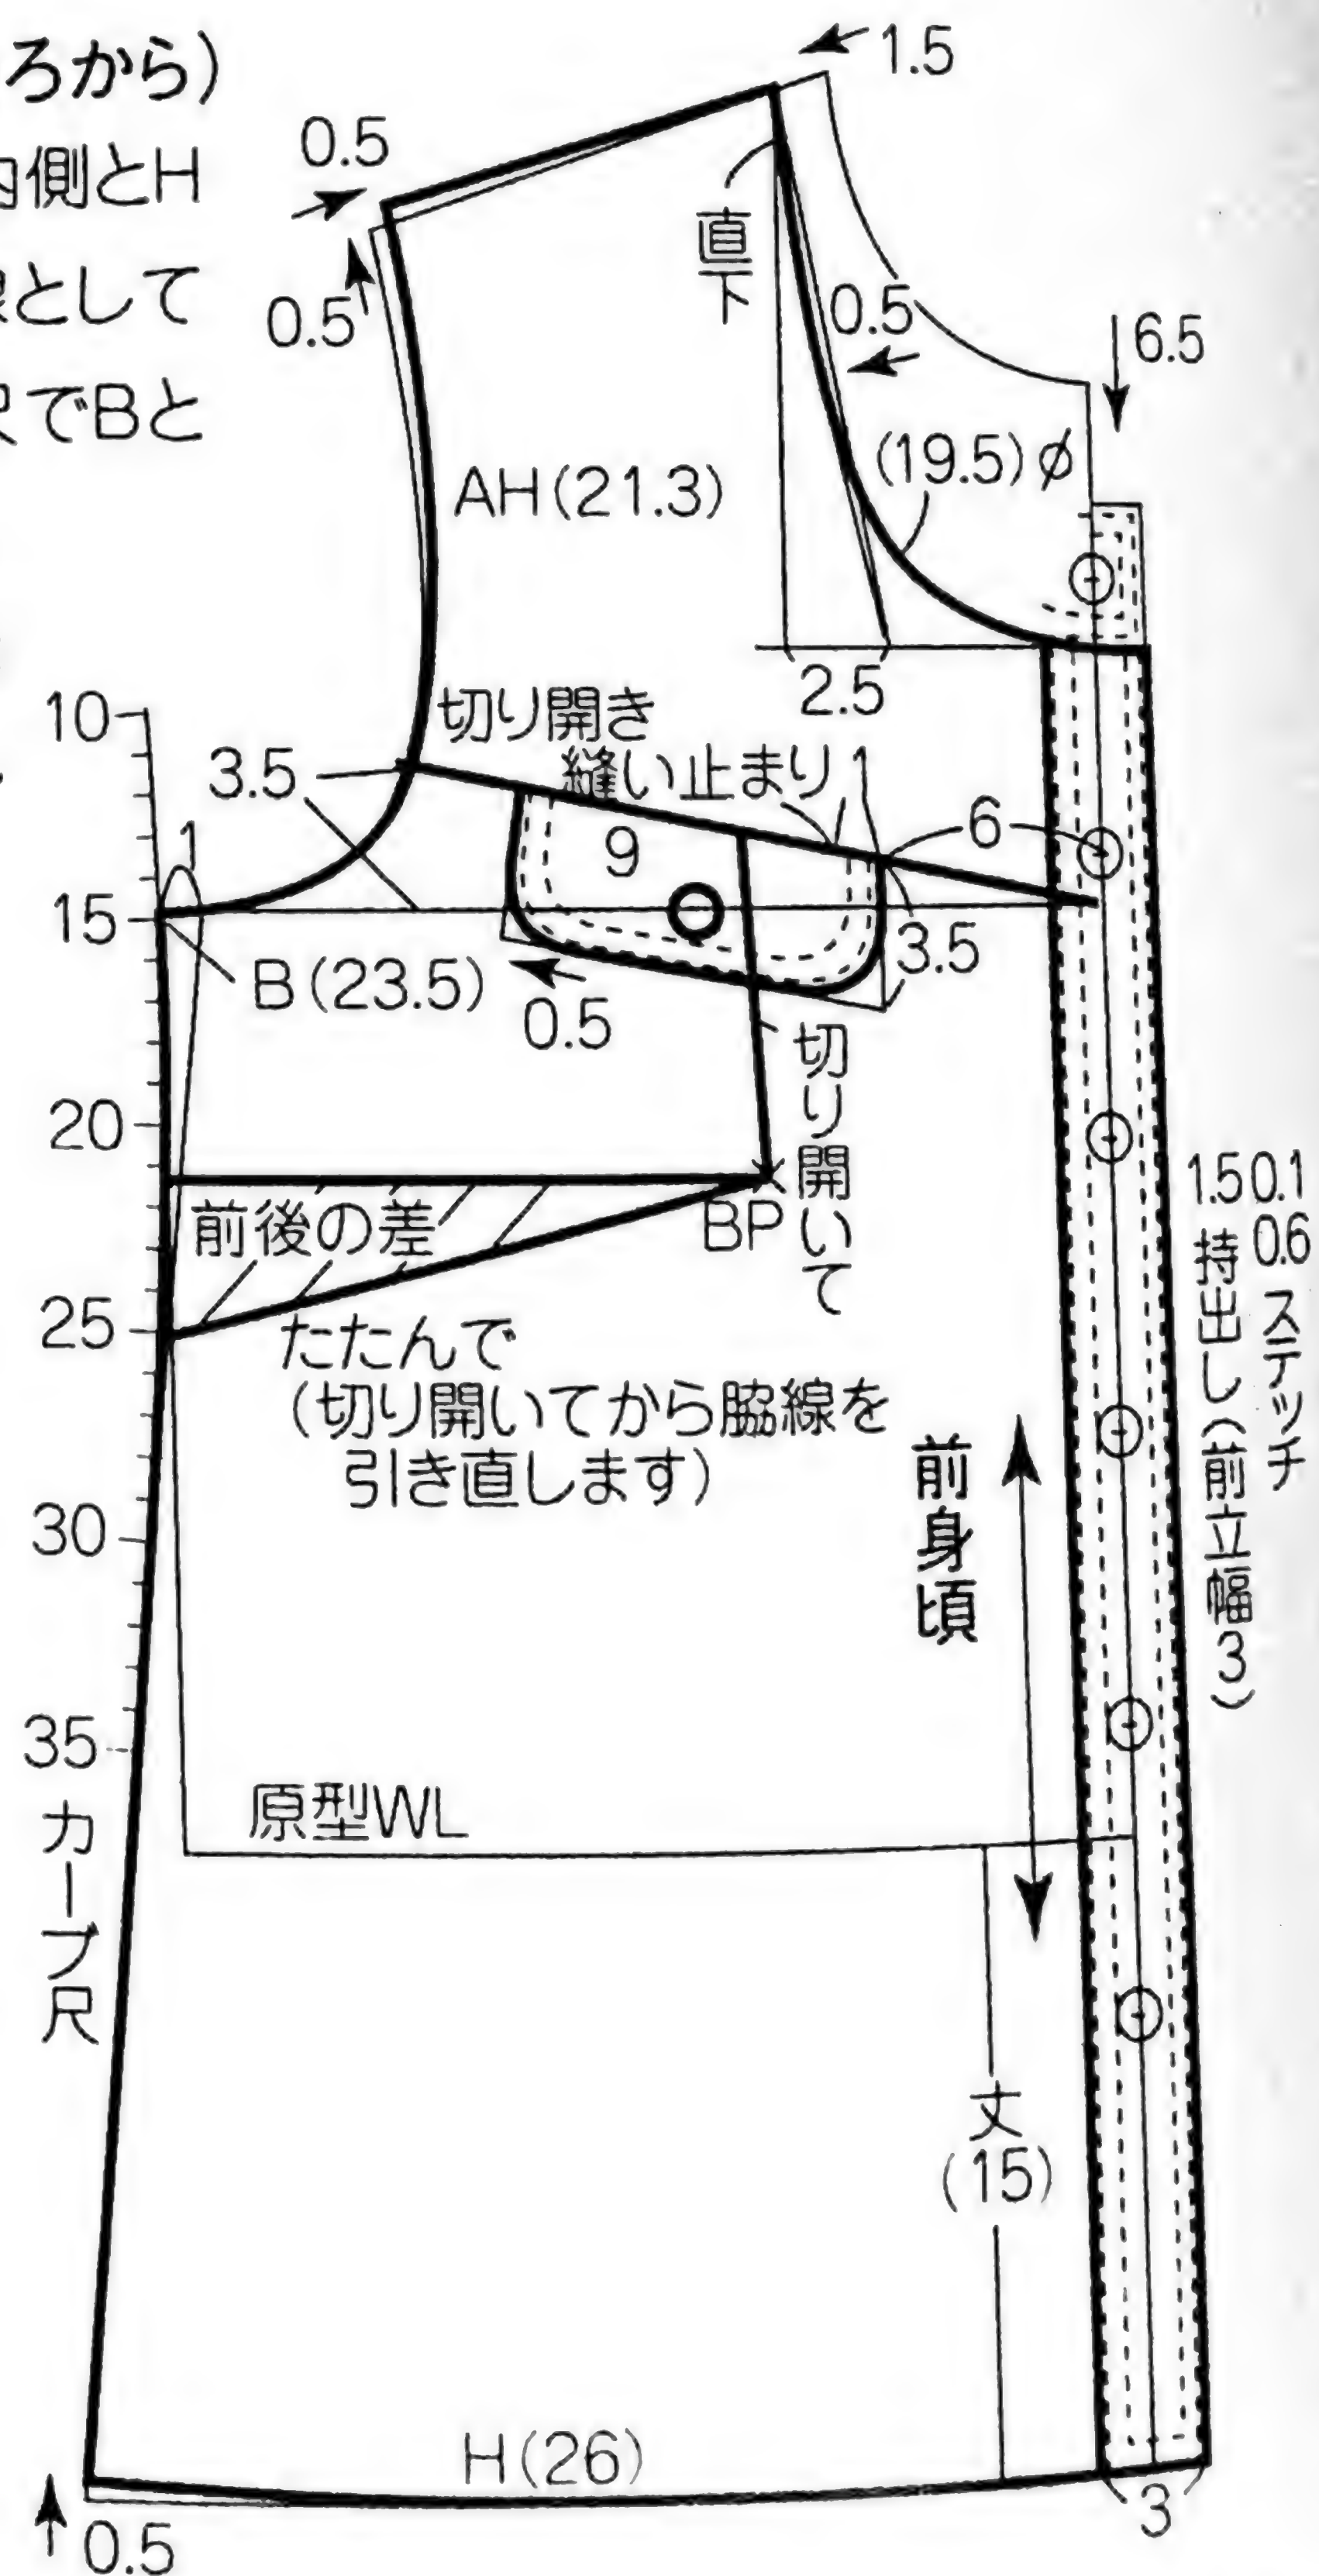 ろから)
内側とH
線として
尺でBと
1.5
0.5
0.5
直下
0.5
6.5
(19.5)φ
AH(21.3)
2.5
切り開き
縫い止まり
1
3.5
9
6
3.5
10
15
20
25
30
35
カーブ尺
1
B(23.5)
0.5
切り開いて
BP
前後の差
たたんで
(切り開いてから脇線を
引き直します)
前身頃
1.5持出し(前立幅3)
0.1
0.6ステッチ
原型WL
丈
(15)
H(26)
3
0.5